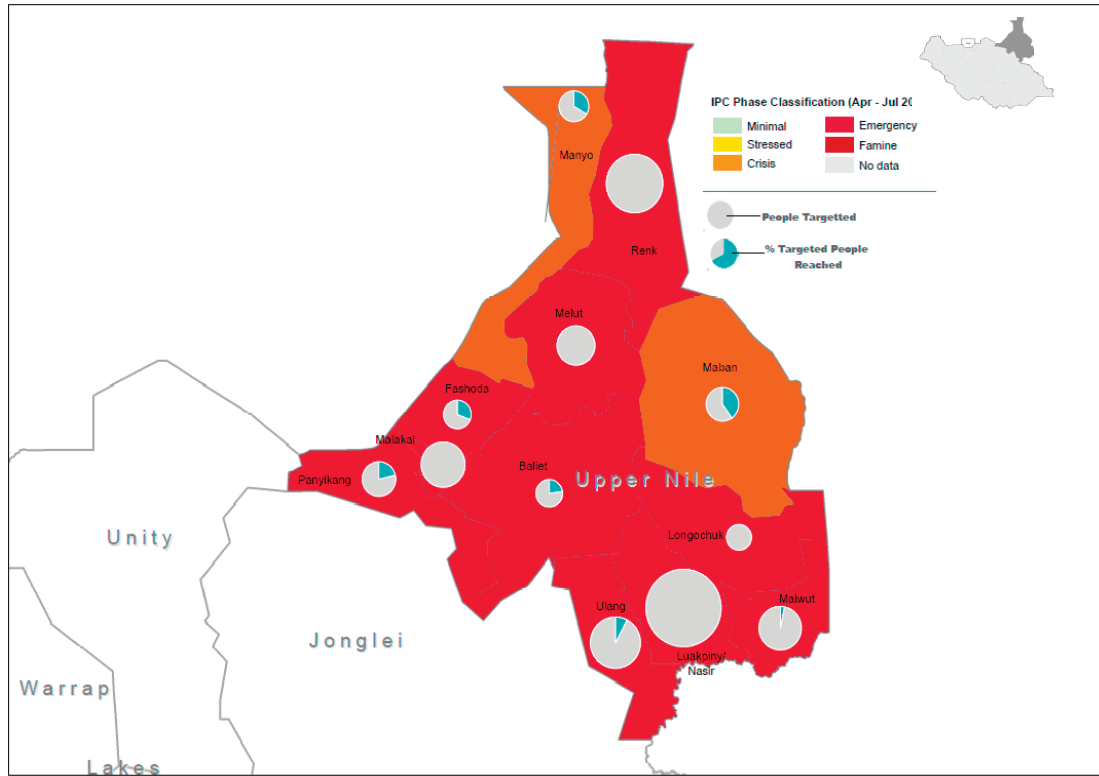 IPC Phase Classification (Apr - Jul 20
Minimal
Emergency
Stressed
Famine
Crisis
No data
People Targetted
% Targeted People
Reached
Manyo
Renk
Melut
Maban
Fashoda
Malakal
Panyikang
Baliet
Upper Nile
Longochuk
Ulang
Maiwut
Luakpiny/
Nasir
Unity
Jonglei
Warrap
Lakes